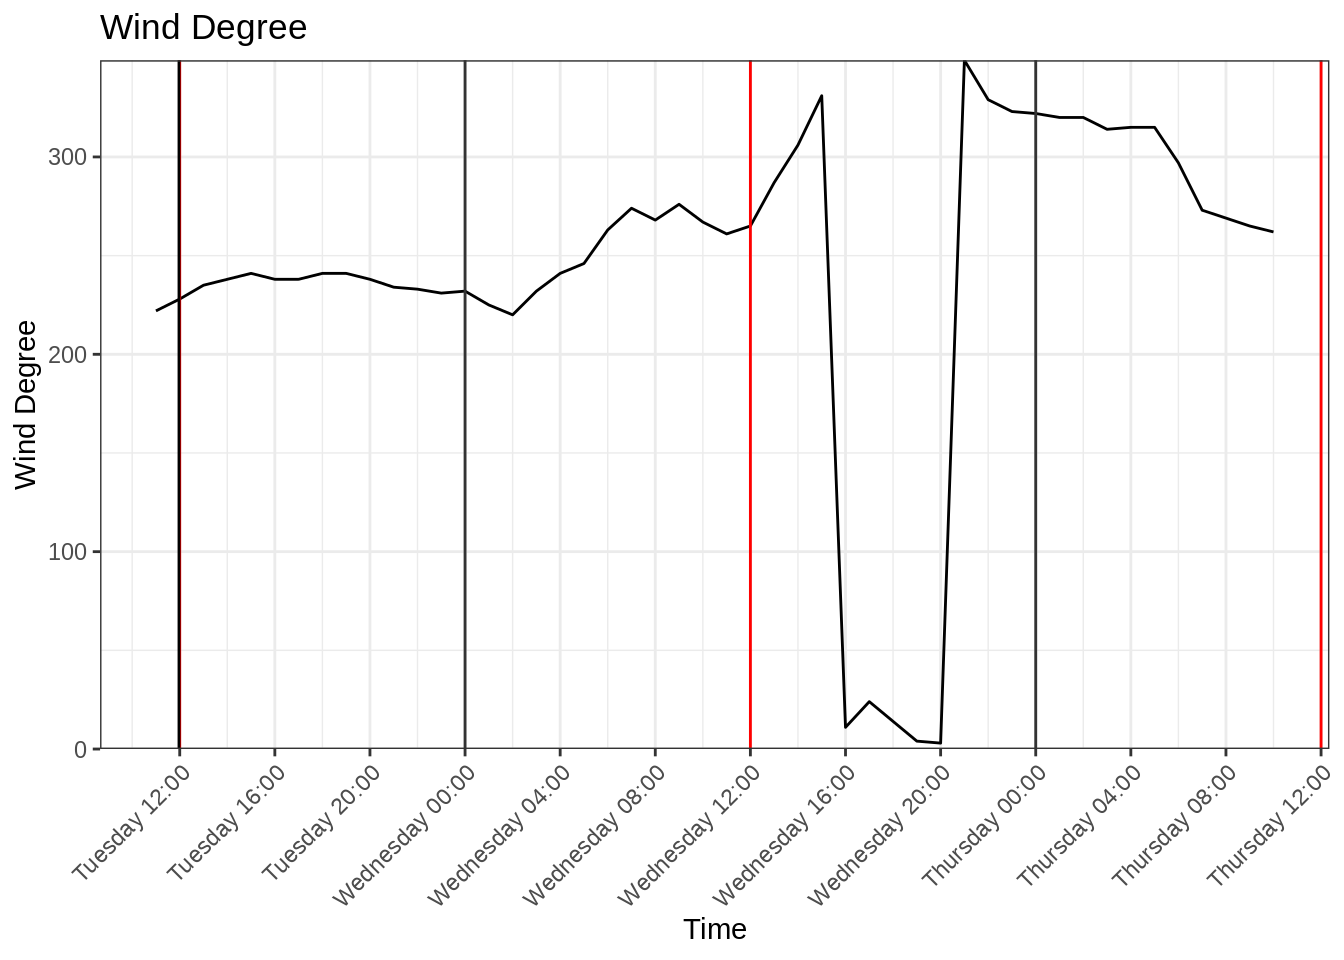 Wind Degree
Wind Degree
300
200
100
0
Tuesday 12:00
Tuesday 16:00
Tuesday 20:00
Wednesday 00:00
Wednesday 04:00
Wednesday 08:00
Wednesday 12:00
Wednesday 16:00
Wednesday 20:00
Thursday 00:00
Thursday 04:00
Thursday 08:00
Thursday 12:00
Time